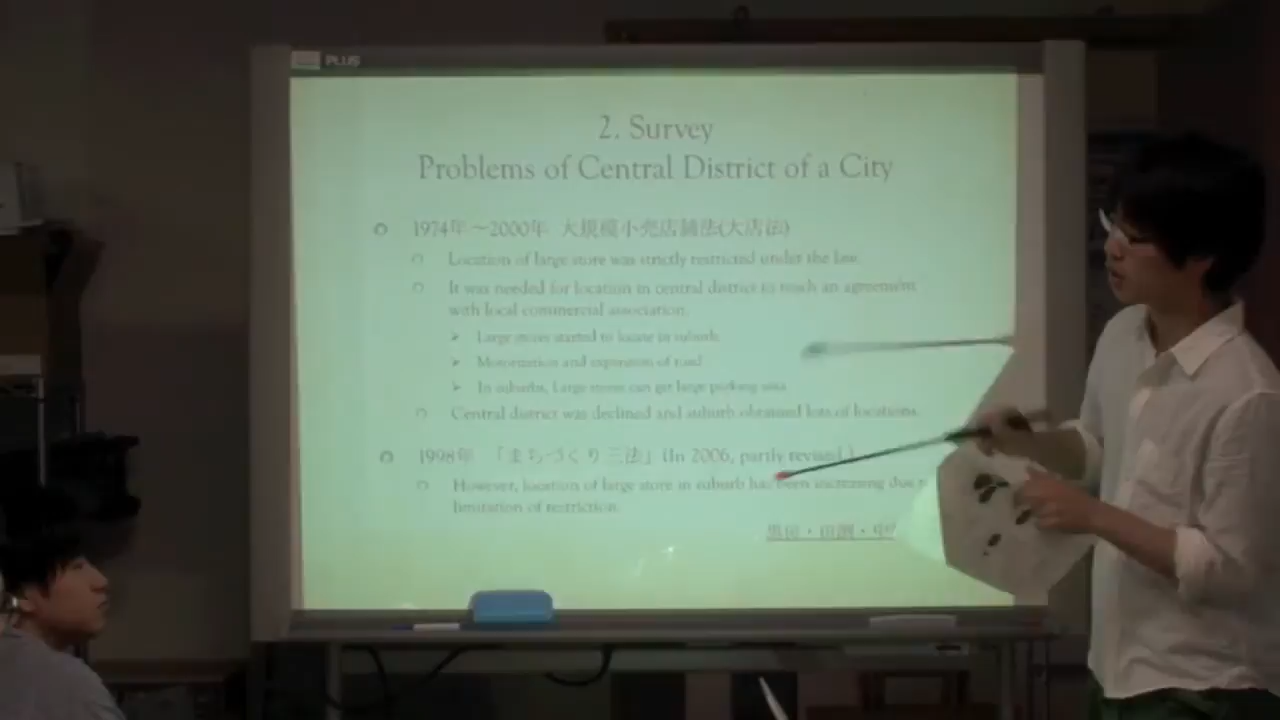 PLUS
2. Survey
Problems of Central District of a City
1974年～2000年 大規模小売店舗法(大店法)
Location of large store was strictly restricted under the law.
It was needed for location in central district to reach an agreement
with local commercial association.
Large stores started to locate in suburb
Motorization and expansion of road
In suburbs, Large stores can get large parking area
Central district was declined and suburb obtained lots of locations.
1998年 「まちづくり三法」(In 2006, partly revised.)
However, location of large store in suburb has been increasing due
limitation of restriction.